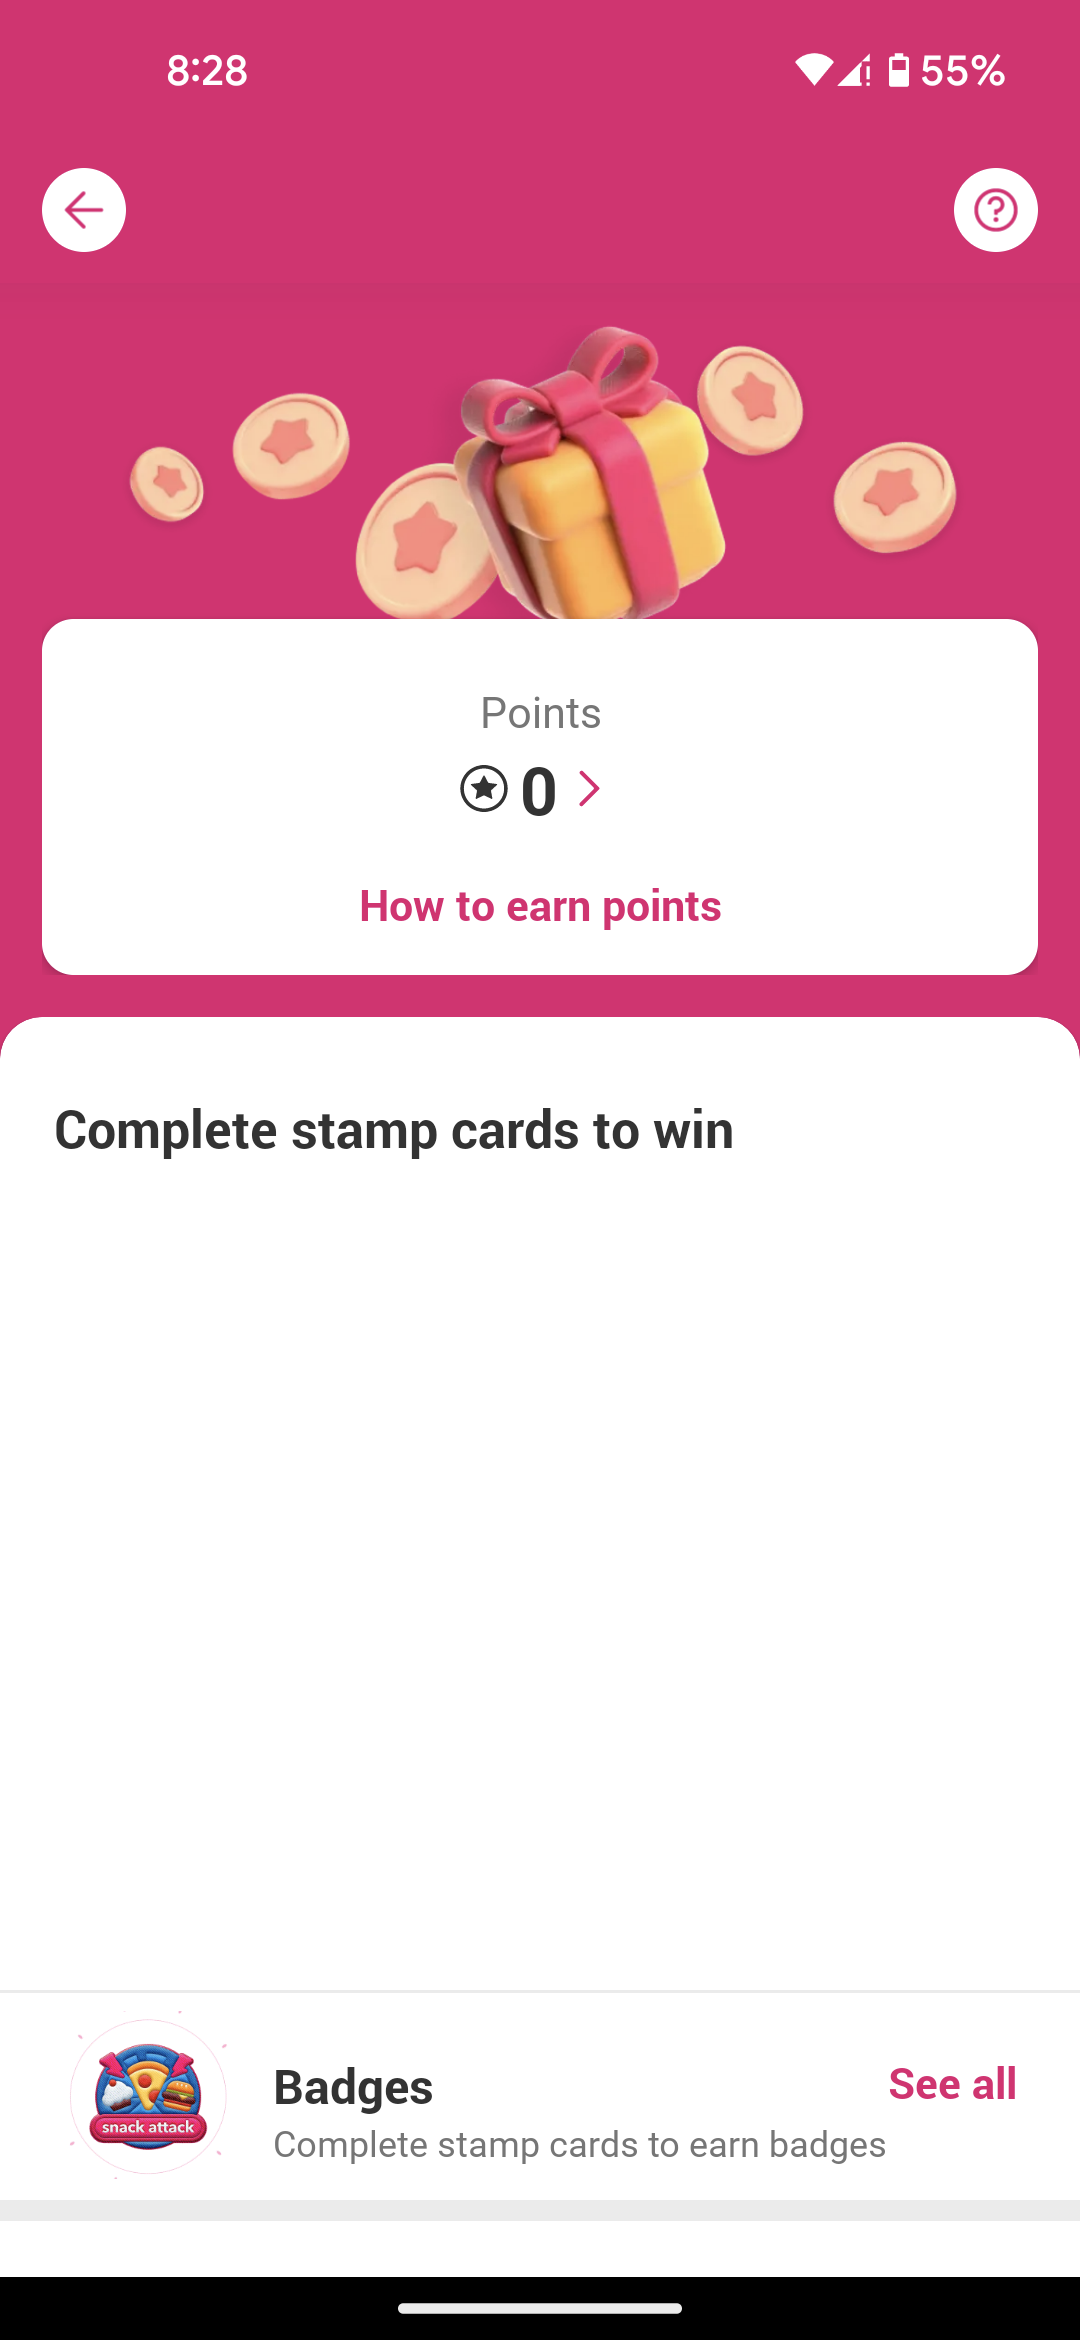 8:28
55%
Points
0
How to earn points
Complete stamp cards to win
snack attack
Badges
See all
Complete stamp cards to earn badges